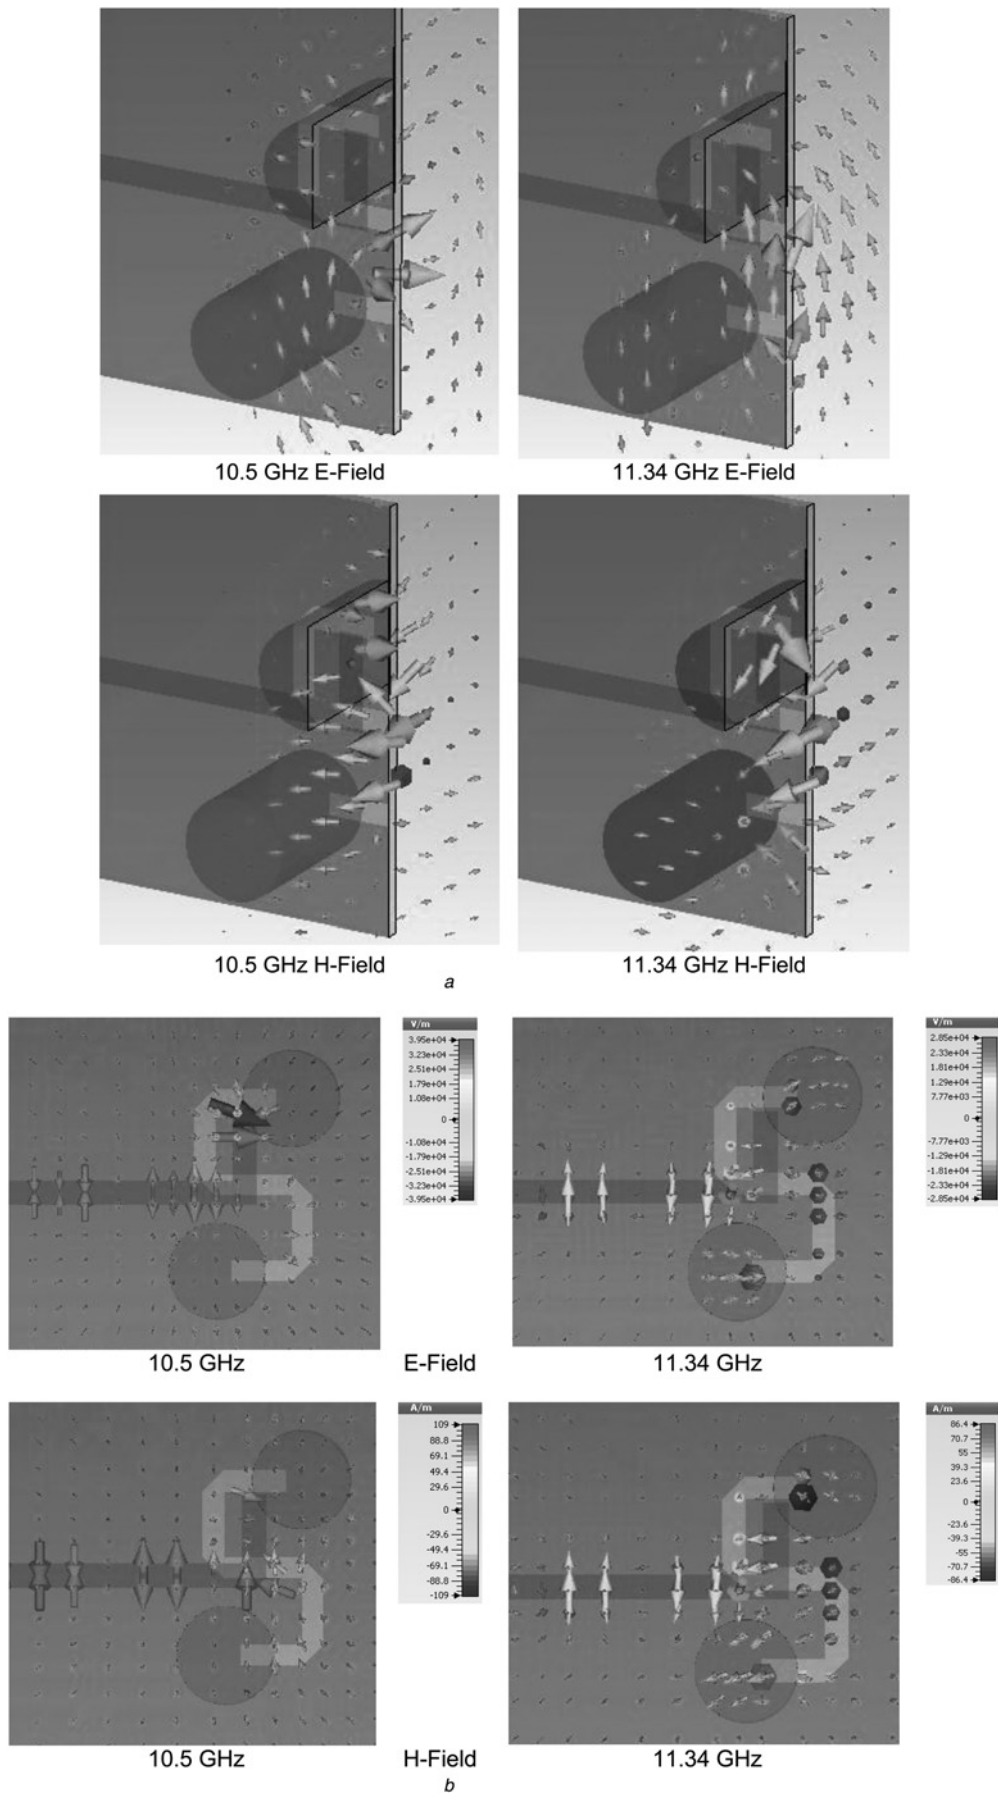 10.5 GHz E-Field
11.34 GHz E-Field
10.5 GHz H-Field
11.34 GHz H-Field
a
V/m
3.95e+04
3.23e+04
2.51e+04
1.79e+04
1.08e+04
0
-1.08e+04
-1.79e+04
-2.51e+04
-3.23e+04
-3.95e+04
V/m
2.85e+04
2.33e+04
1.81e+04
1.29e+04
7.77e+03
0
-7.77e+03
-1.29e+04
-1.81e+04
-2.33e+04
-2.85e+04
10.5 GHz
E-Field
11.34 GHz
A/m
109
88.8
69.1
49.4
29.6
0
-29.6
-49.4
-69.1
-88.8
-109
A/m
86.4
70.7
55
39.3
23.6
0
-23.6
-39.3
-55
-70.7
-86.4
10.5 GHz
H-Field
11.34 GHz
b